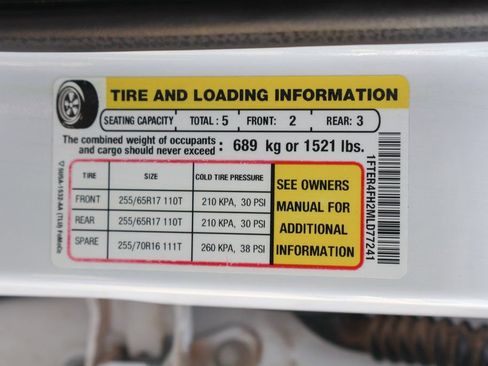 TIRE AND LOADING INFORMATION
SEATING CAPACITY TOTAL : 5 FRONT: 2 REAR: 3
The combined weight of occupants
and cargo should never exceed : 689 kg or 1521 lbs.
TIRE SIZE COLD TIRE PRESSURE
FRONT 255/65R17 110T 210 KPA, 30 PSI
REAR 255/65R17 110T 210 KPA, 30 PSI
SPARE 255/70R16 111T 260 KPA, 38 PSI
SEE OWNERS
MANUAL FOR
ADDITIONAL
INFORMATION
1FTER4FH2MLD77241